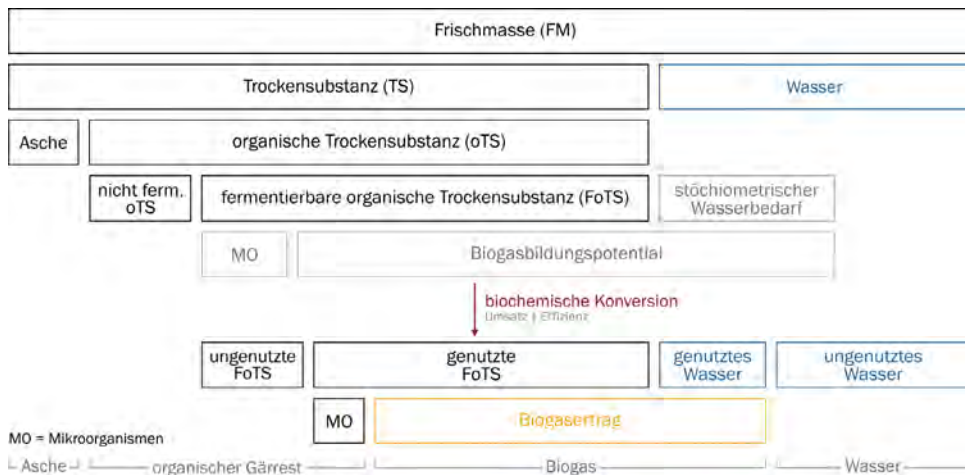 Frischmasse (FM)
Trockensubstanz (TS)
Wasser
Asche
organische Trockensubstanz (oTS)
nicht ferm.
oTS
fermentierbare organische Trockensubstanz (FoTS)
stöchiometrischer
Wasserbedarf
MO
Biogasbildungspotential
biochemische Konversion
Umsatz | Effizienz
ungenutzte
FoTS
genutzte
FoTS
genutztes
Wasser
ungenutztes
Wasser
MO
Biogasertrag
MO = Mikroorganismen
Asche
organischer Gärrest
Biogas
Wasser